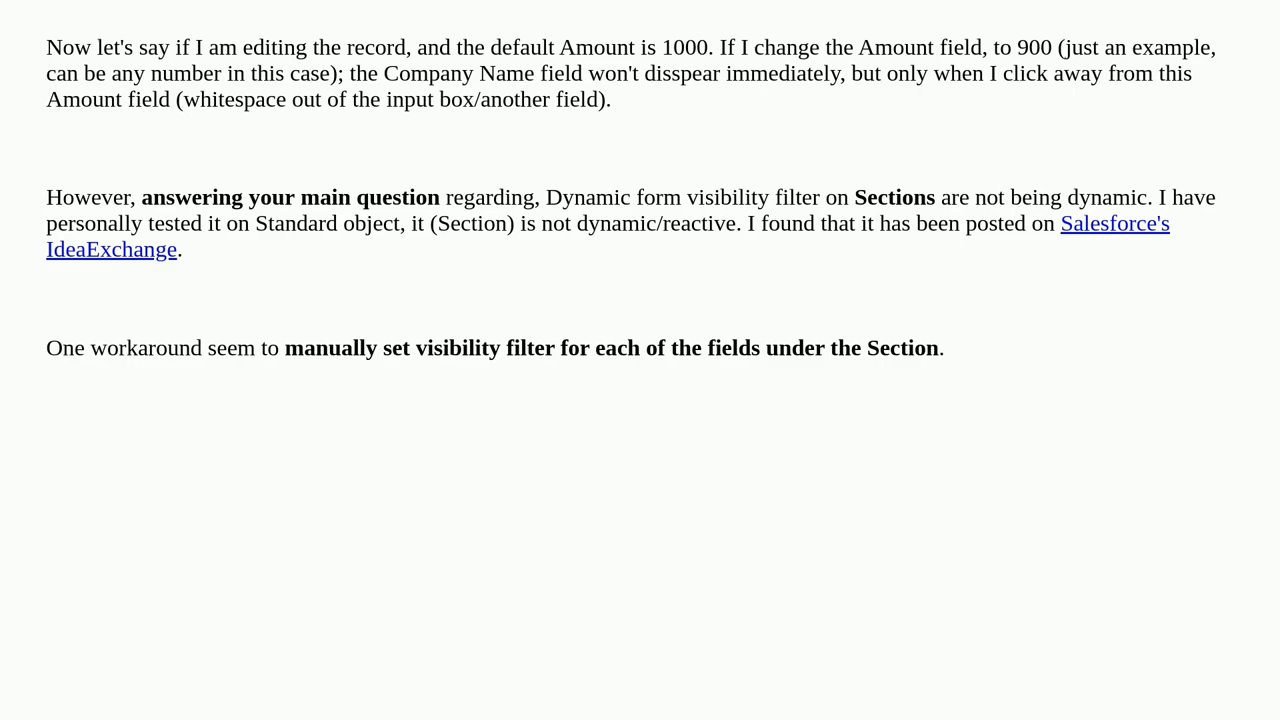 Now let's say if I am editing the record, and the default Amount is 1000. If I change the Amount field, to 900 (just an example,
can be any number in this case); the Company Name field won't disspear immediately, but only when I click away from this
Amount field (whitespace out of the input box/another field).
However, answering your main question regarding, Dynamic form visibility filter on Sections are not being dynamic. I have
personally tested it on Standard object, it (Section) is not dynamic/reactive. I found that it has been posted on Salesforce's
IdeaExchange.
One workaround seem to manually set visibility filter for each of the fields under the Section.